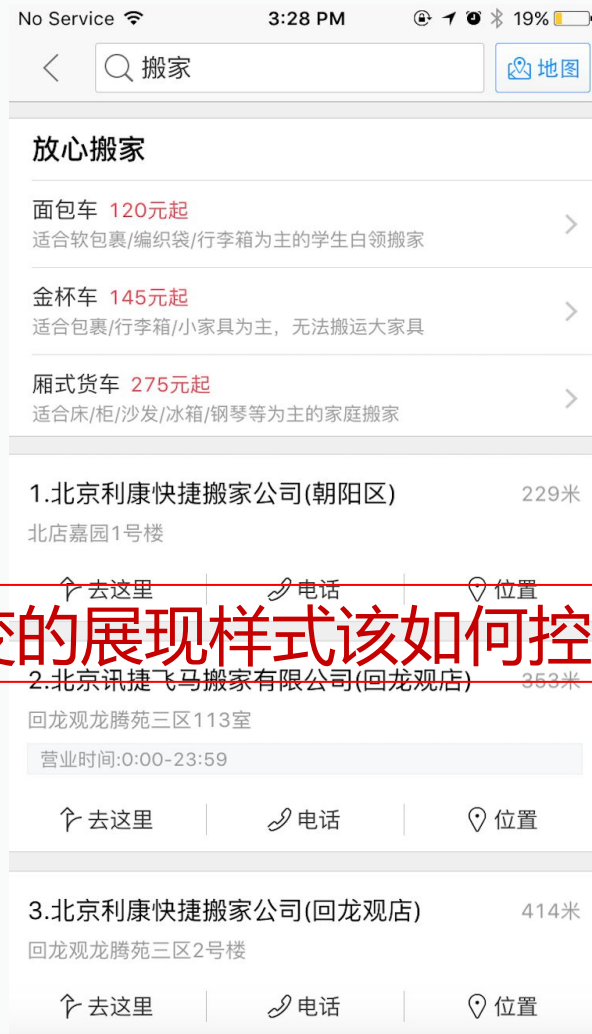 No Service 3:28 PM 19%
搬家 地图
放心搬家
面包车 120元起
适合软包裹/编织袋/行李箱为主的学生白领搬家
金杯车 145元起
适合包裹/行李箱/小家具为主，无法搬运大家具
厢式货车 275元起
适合床/柜/沙发/冰箱/钢琴等为主的家庭搬家
1.北京利康快捷搬家公司(朝阳区) 229米
北店嘉园1号楼
去这里 电话 位置
的展现样式该如何控
2.北京讯捷飞马搬家有限公司(回龙观店) 353米
回龙观龙腾苑三区113室
营业时间:0:00-23:59
去这里 电话 位置
3.北京利康快捷搬家公司(回龙观店) 414米
回龙观龙腾苑三区2号楼
去这里 电话 位置